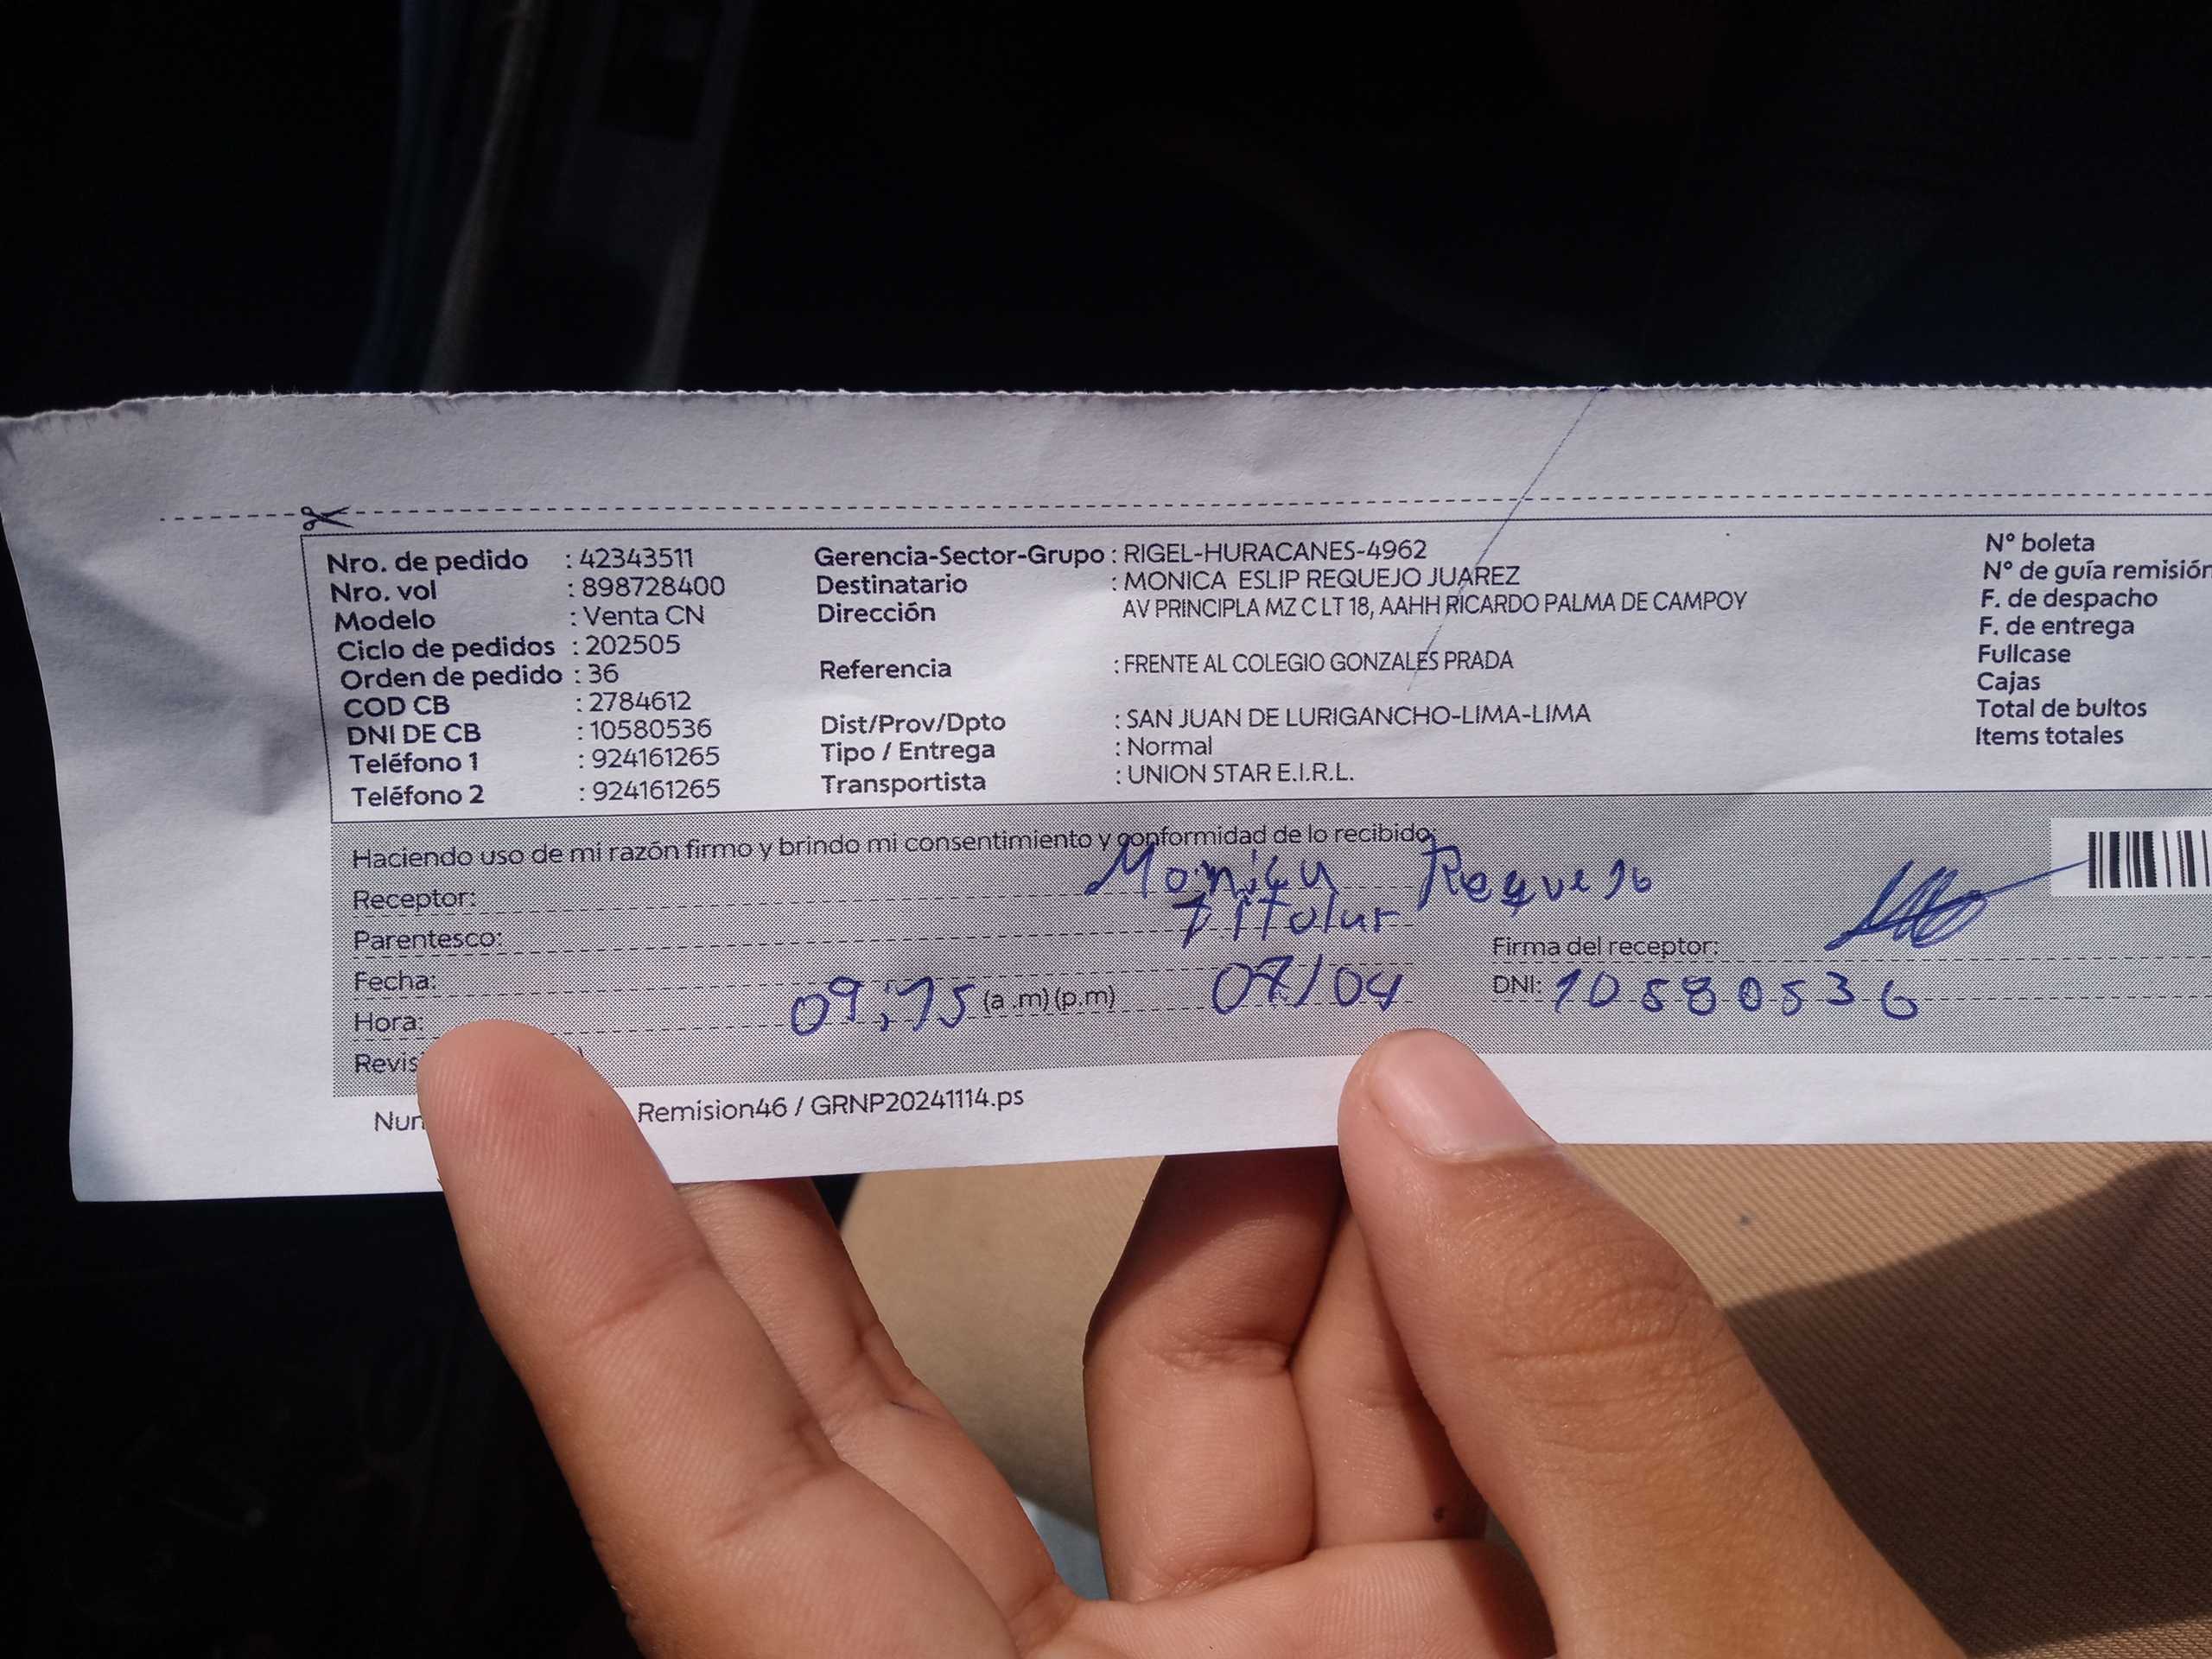 Nro. de pedido : 42343511 Gerencia-Sector-Grupo : RIGEL-HURACANES-4962 N° boleta
Nro. vol : 898728400 Destinatario : MONICA ESLIP REQUEJO JUAREZ N° de guía remisión
Modelo : Venta CN Dirección AV PRINCIPLA MZ C LT 18, AAHH RICARDO PALMA DE CAMPOY F. de despacho
Ciclo de pedidos : 202505 F. de entrega
Orden de pedido : 36 Referencia : FRENTE AL COLEGIO GONZALES PRADA Fullcase
COD CB : 2784612 Cajas
DNI DE CB : 10580536 Dist/Prov/Dpto : SAN JUAN DE LURIGANCHO-LIMA-LIMA Total de bultos
Teléfono 1 : 924161265 Tipo / Entrega : Normal Items totales
Teléfono 2 : 924161265 Transportista : UNION STAR E.I.R.L.
Haciendo uso de mi razón firmo y brindo mi consentimiento y conformidad de lo recibido:
Receptor: Monica Requejo
Parentesco: Titular
Firma del receptor:
Fecha: 07/04 DNI: 10580536
Hora: 09:15 (a .m) (p.m)
Revis
Num Remision46 / GRNP20241114.ps